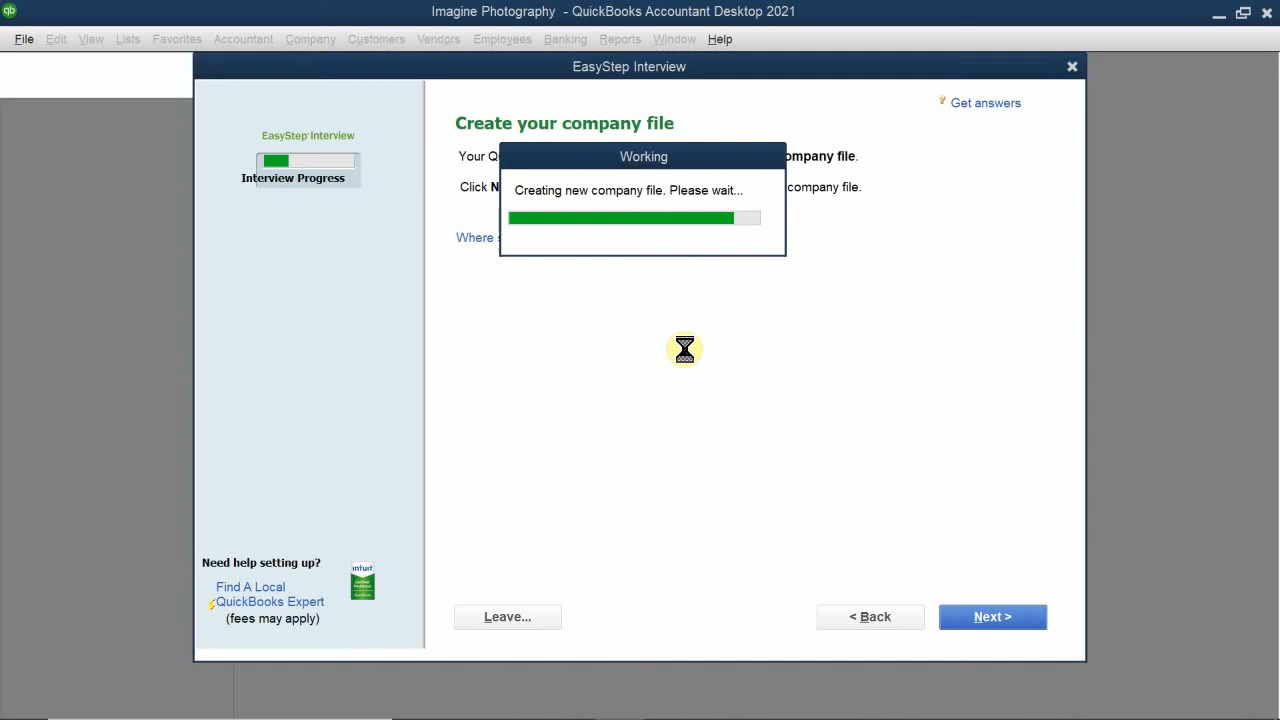 Imagine Photography - QuickBooks Accountant Desktop 2021
File Edit View Lists Favorites Accountant Company Customers Vendors Employees Banking Reports Window Help
EasyStep Interview
Get answers
EasyStep Interview
Interview Progress
Create your company file
Your Q
ompany file.
Click N
company file.
Where s
Working
Creating new company file. Please wait...
Need help setting up?
Find A Local
QuickBooks Expert
(fees may apply)
intuit
Leave...
< Back
Next >